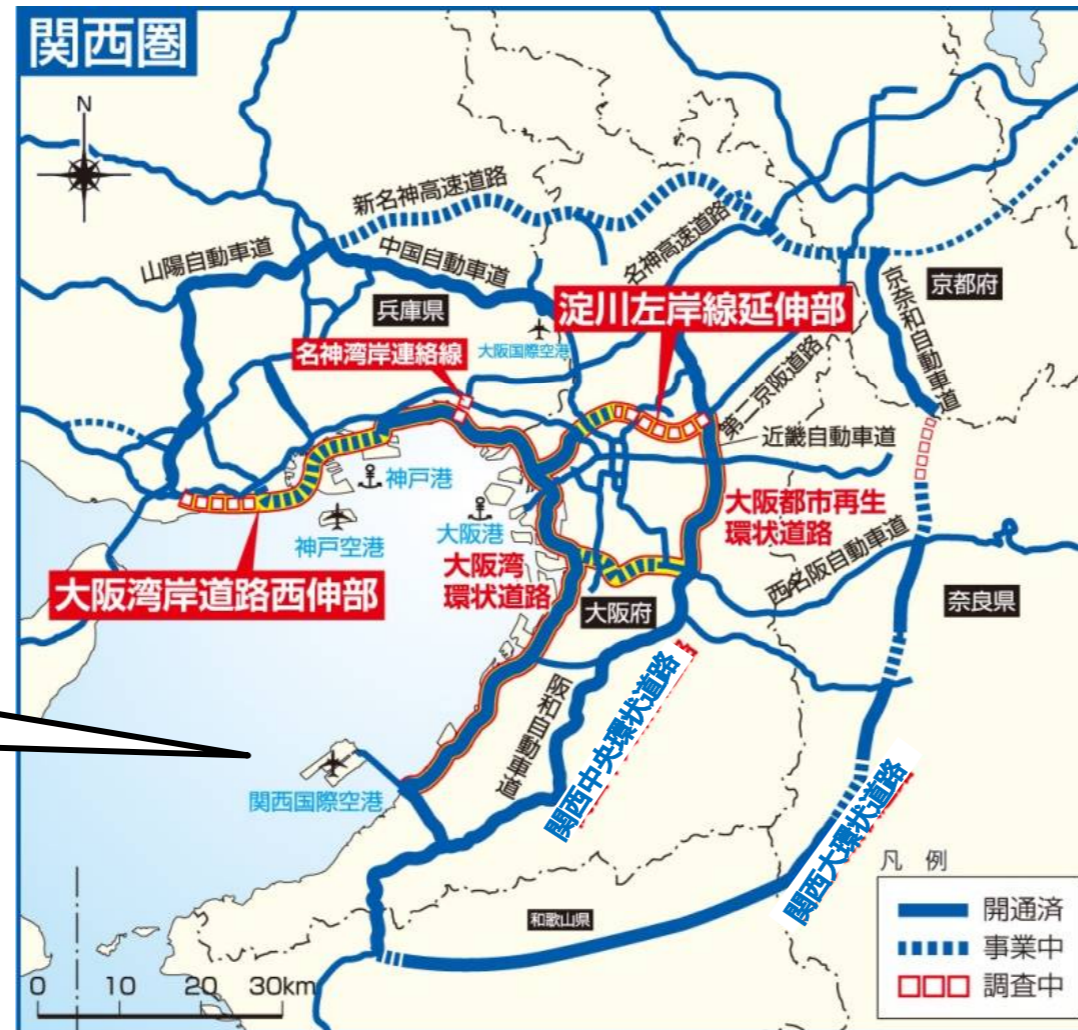 関西圏
N
新名神高速道路
山陽自動車道
中国自動車道
名神高速道路
兵庫県
京都府
京奈和自動車道
淀川左岸線延伸部
名神湾岸連絡線
大阪国際空港
第二京阪道路
近畿自動車道
神戸港
神戸空港
大阪港
大阪都市再生
環状道路
大阪湾岸道路西伸部
大阪湾
環状道路
西名阪自動車道
大阪府
奈良県
阪和自動車道
関西中央環状道路
関西国際空港
関西大環状道路
和歌山県
凡 例
開通済
事業中
調査中
0 10 20 30km